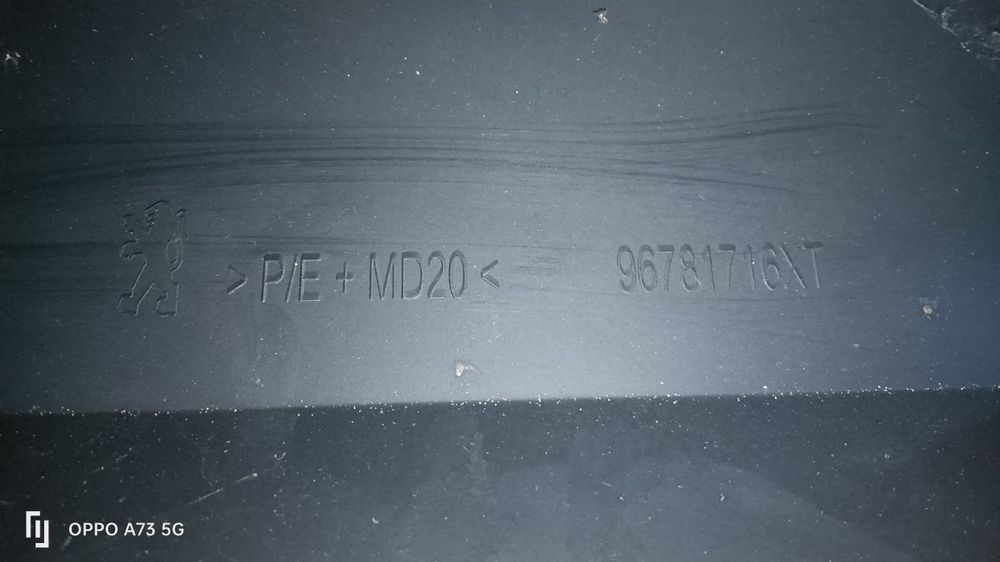 >P/E + MD20< 96781716XT
OPPO A73 5G